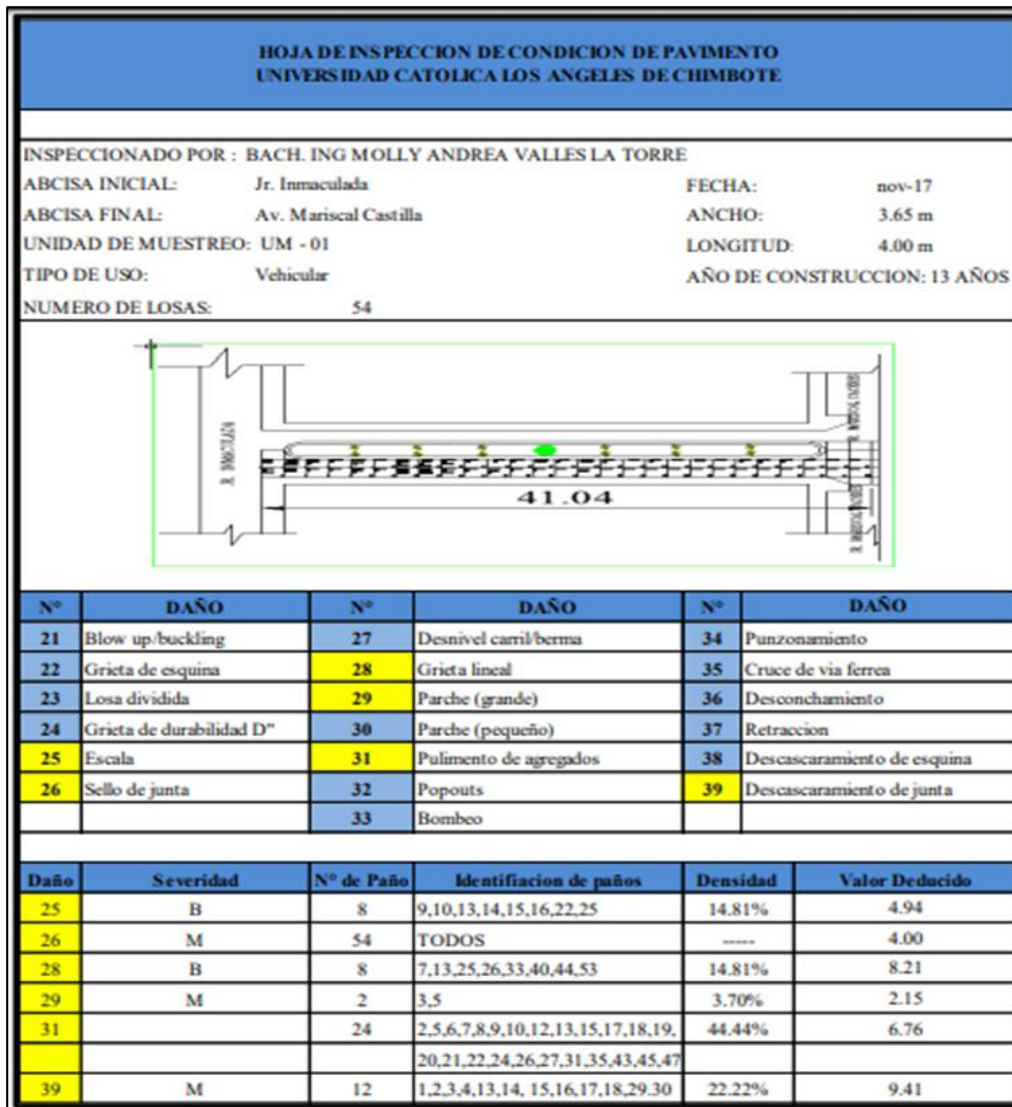 HOJA DE INSPECCION DE CONDICION DE PAVIMENTO
UNIVERSIDAD CATOLICA LOS ANGELES DE CHIMBOTE
INSPECCIONADO POR : BACH. ING MOLLY ANDREA VALLES LA TORRE
ABCISA INICIAL: Jr. Inmaculada FECHA: nov-17
ABCISA FINAL: Av. Mariscal Castilla ANCHO: 3.65 m
UNIDAD DE MUESTREO: UM - 01 LONGITUD: 4.00 m
TIPO DE USO: Vehicular AÑO DE CONSTRUCCION: 13 AÑOS
NUMERO DE LOSAS: 54
JR. INMACULADA
41.04
N° DAÑO N° DAÑO N° DAÑO
21 Blow up/buckling 27 Desnivel carril/berma 34 Punzonamiento
22 Grieta de esquina 28 Grieta lineal 35 Cruce de via ferrea
23 Losa dividida 29 Parche (grande) 36 Desconchamiento
24 Grieta de durabilidad D" 30 Parche (pequeño) 37 Retraccion
25 Escala 31 Pulimento de agregados 38 Descascaramiento de esquina
26 Sello de junta 32 Popouts 39 Descascaramiento de junta
33 Bombeo
Daño Severidad N° de Paño Identifiacion de paños Densidad Valor Deducido
25 B 8 9,10,13,14,15,16,22,25 14.81% 4.94
26 M 54 TODOS ----- 4.00
28 B 8 7,13,25,26,33,40,44,53 14.81% 8.21
29 M 2 3,5 3.70% 2.15
31 24 2,5,6,7,8,9,10,12,13,15,17,18,19, 44.44% 6.76
20,21,22,24,26,27,31,35,43,45,47
39 M 12 1,2,3,4,13,14, 15,16,17,18,29.30 22.22% 9.41